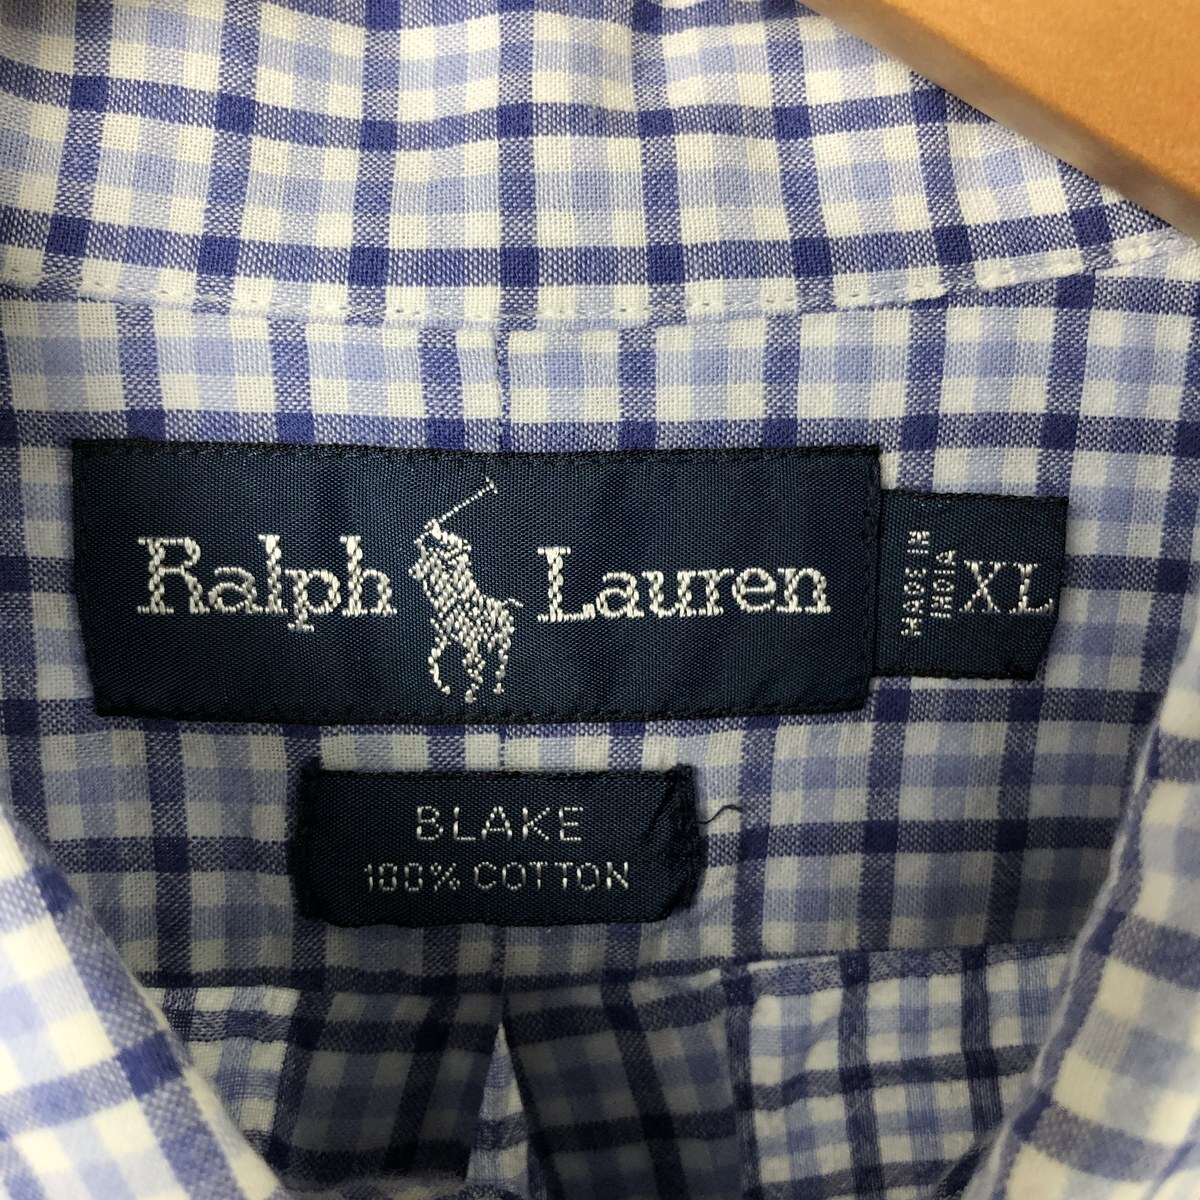 Ralph Lauren
MADE IN
INDIA
XL
BLAKE
100% COTTON